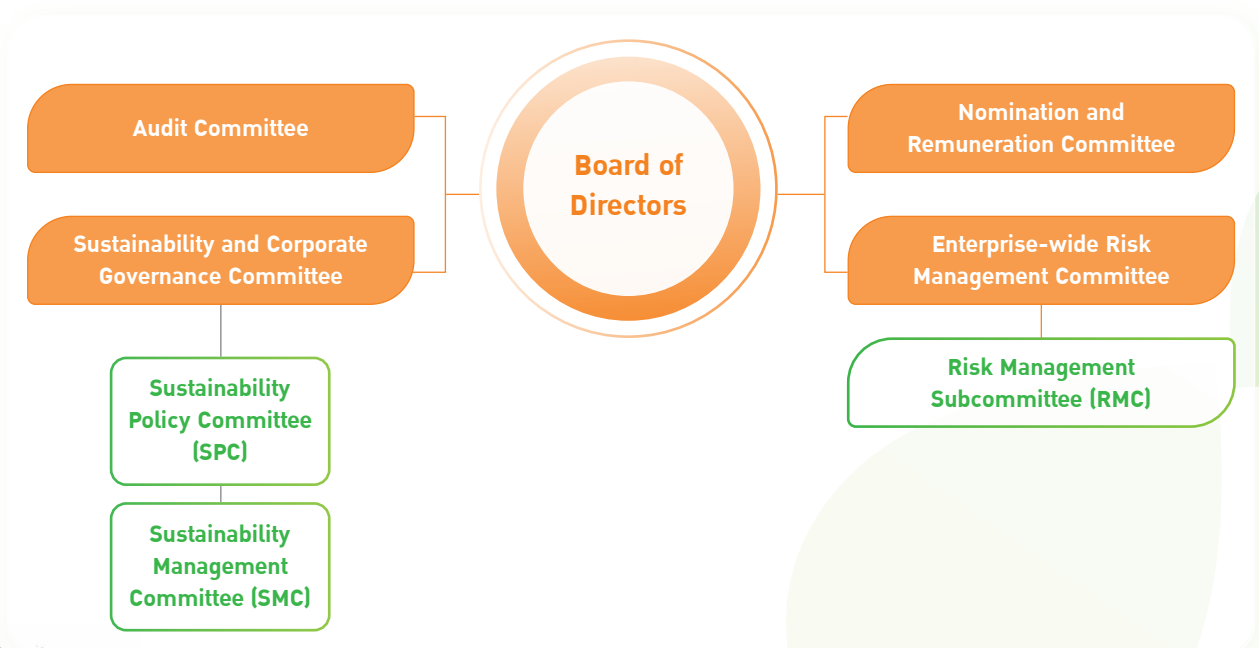 Audit Committee
Board of
Directors
Nomination and
Remuneration Committee
Sustainability and Corporate
Governance Committee
Enterprise-wide Risk
Management Committee
Sustainability
Policy Committee
(SPC)
Risk Management
Subcommittee (RMC)
Sustainability
Management
Committee (SMC)